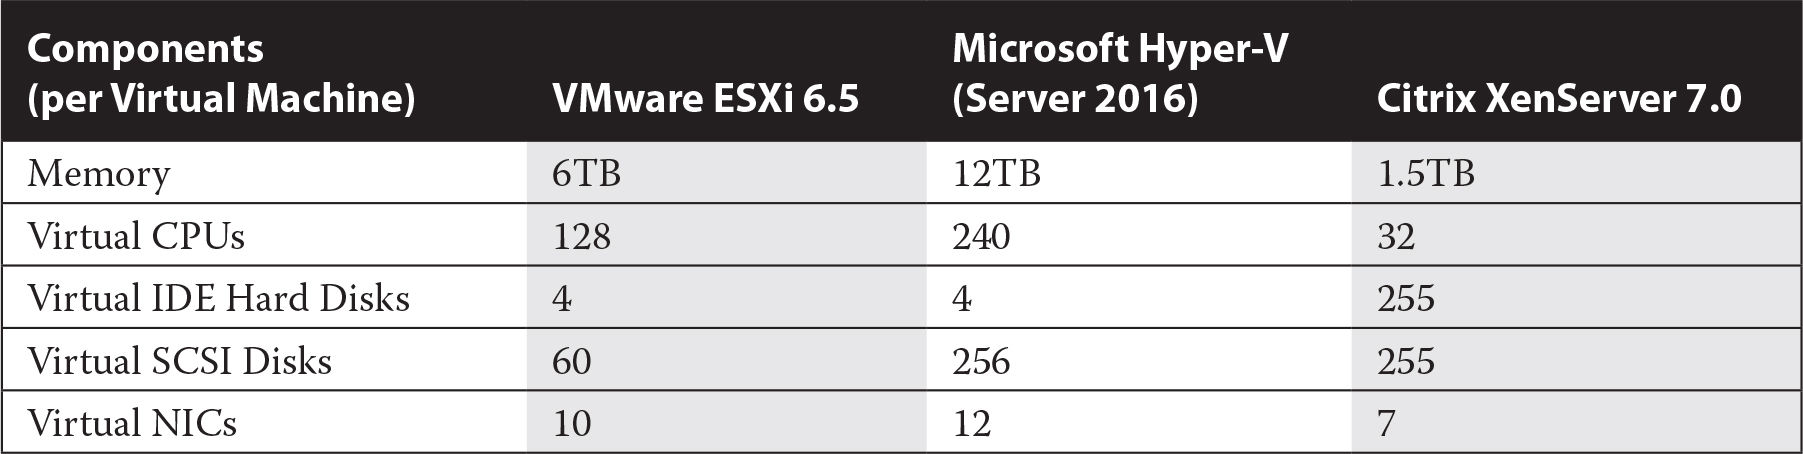 Components (per Virtual Machine) VMware ESXi 6.5 Microsoft Hyper-V (Server 2016) Citrix XenServer 7.0
Memory 6TB 12TB 1.5TB
Virtual CPUs 128 240 32
Virtual IDE Hard Disks 4 4 255
Virtual SCSI Disks 60 256 255
Virtual NICs 10 12 7